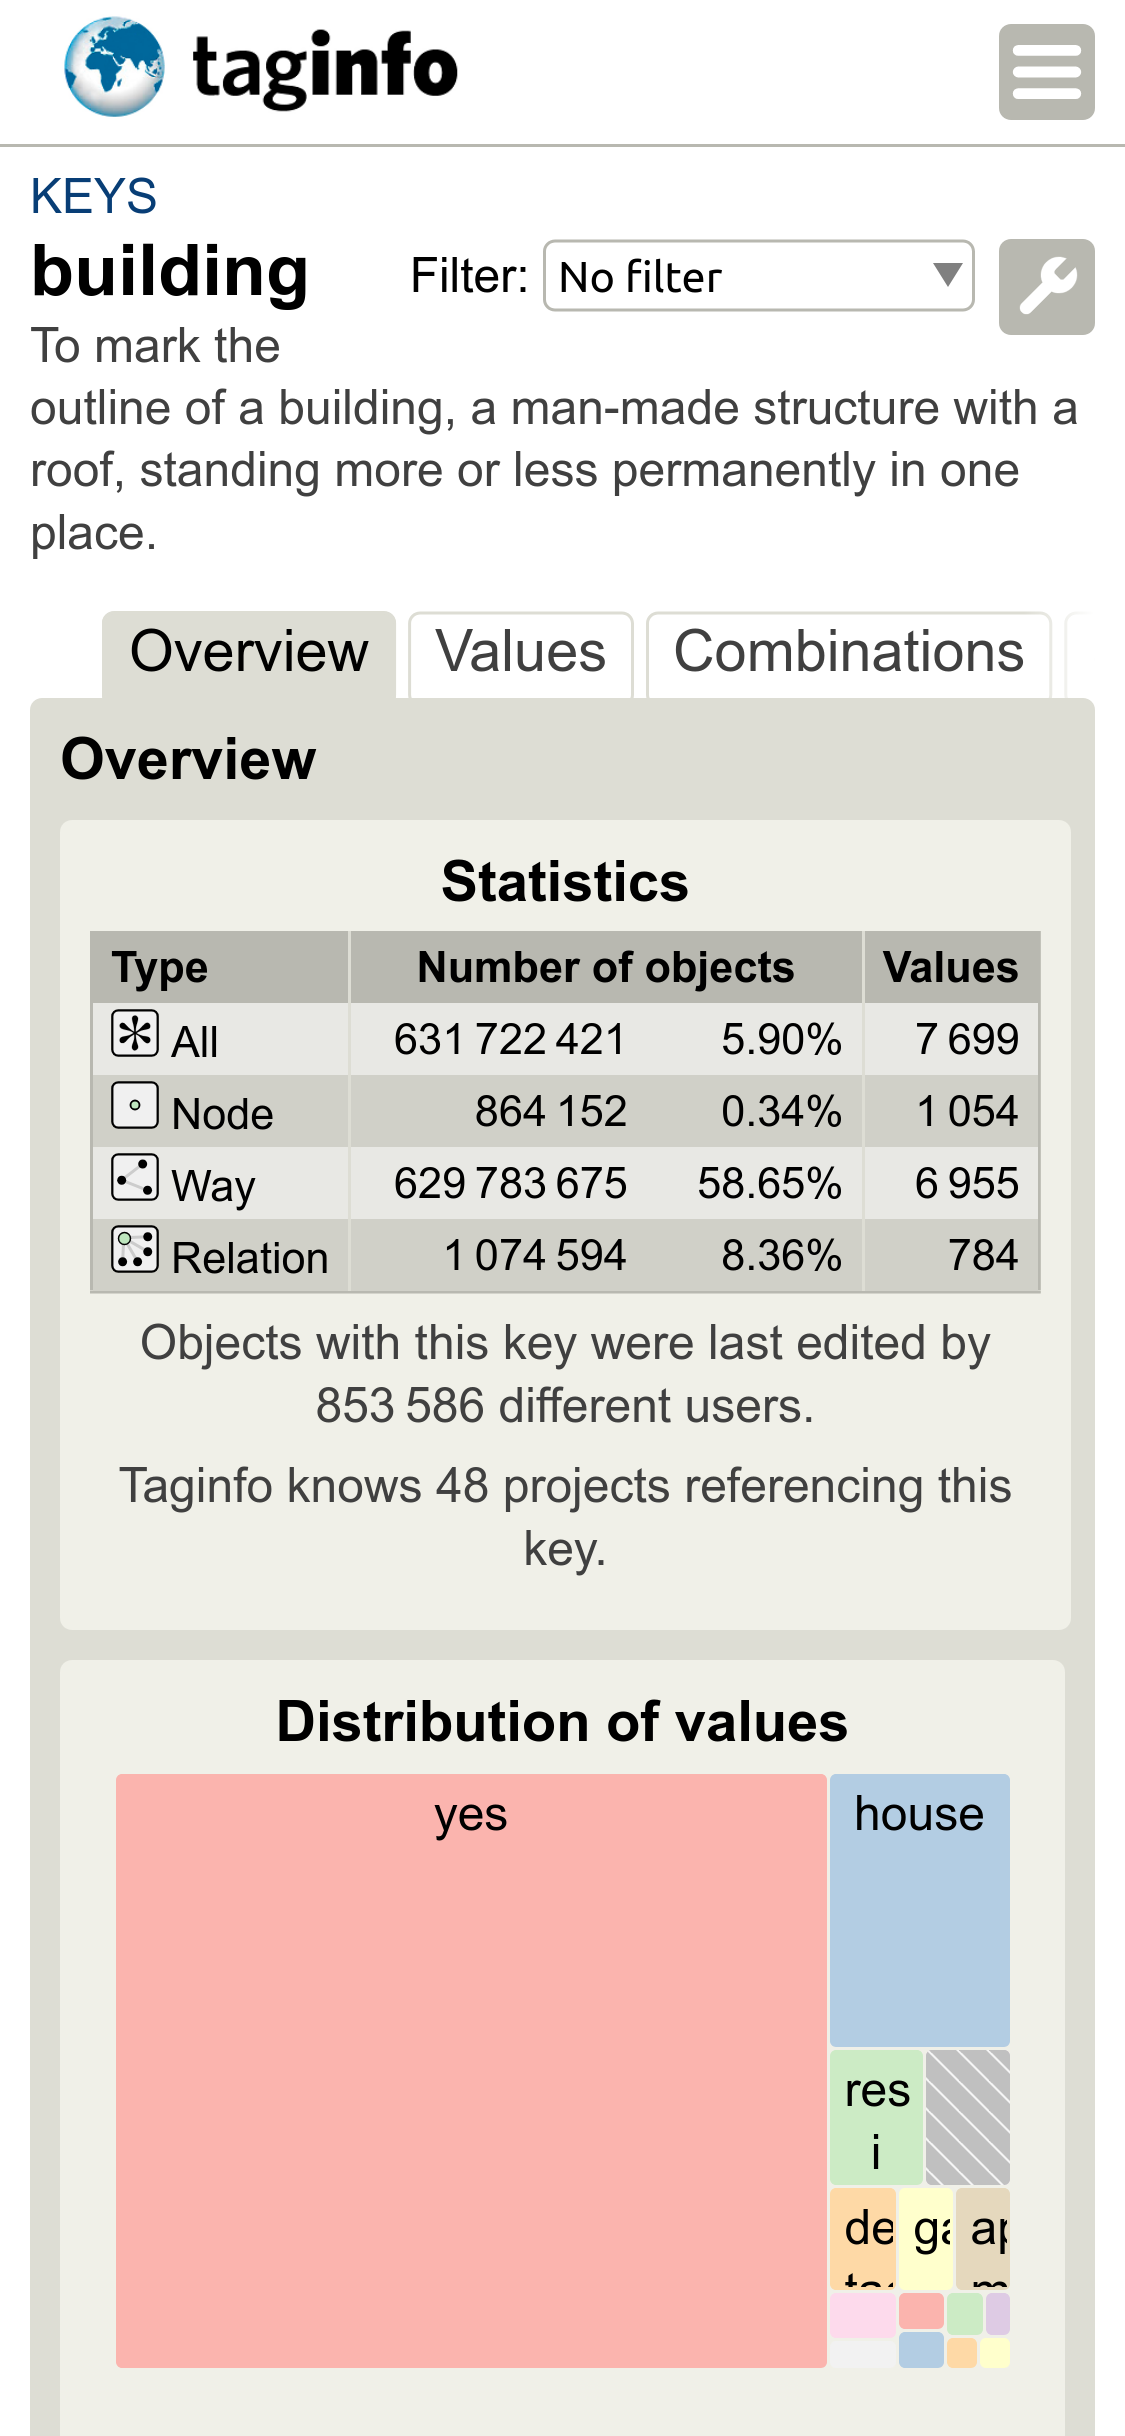 taginfo
KEYS
building
Filter: No filter
To mark the
outline of a building, a man-made structure with a
roof, standing more or less permanently in one
place.
Overview Values Combinations
Overview
Statistics
Type Number of objects Values
All 631 722 421 5.90% 7 699
Node 864 152 0.34% 1 054
Way 629 783 675 58.65% 6 955
Relation 1 074 594 8.36% 784
Objects with this key were last edited by
853 586 different users.
Taginfo knows 48 projects referencing this
key.
Distribution of values
yes house
res
i
de